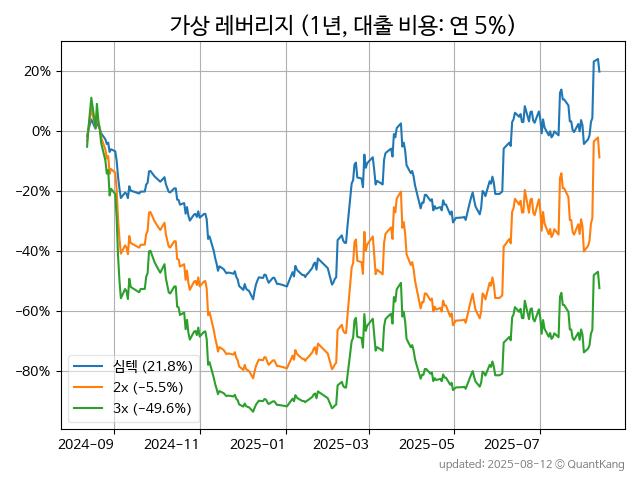 가상 레버리지 (1년, 대출 비용: 연 5%)
20%
0%
−20%
−40%
−60%
−80%
심텍 (21.8%)
2x (−5.5%)
3x (−49.6%)
2024−09 2024−11 2025−01 2025−03 2025−05 2025−07
updated: 2025-08-12 © QuantKang